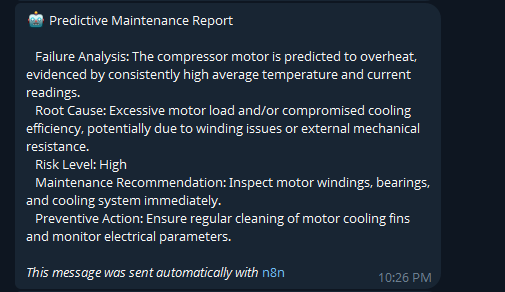 🤖 Predictive Maintenance Report
Failure Analysis: The compressor motor is predicted to overheat,
evidenced by consistently high average temperature and current
readings.
Root Cause: Excessive motor load and/or compromised cooling
efficiency, potentially due to winding issues or external mechanical
resistance.
Risk Level: High
Maintenance Recommendation: Inspect motor windings, bearings,
and cooling system immediately.
Preventive Action: Ensure regular cleaning of motor cooling fins
and monitor electrical parameters.
This message was sent automatically with n8n
10:26 PM